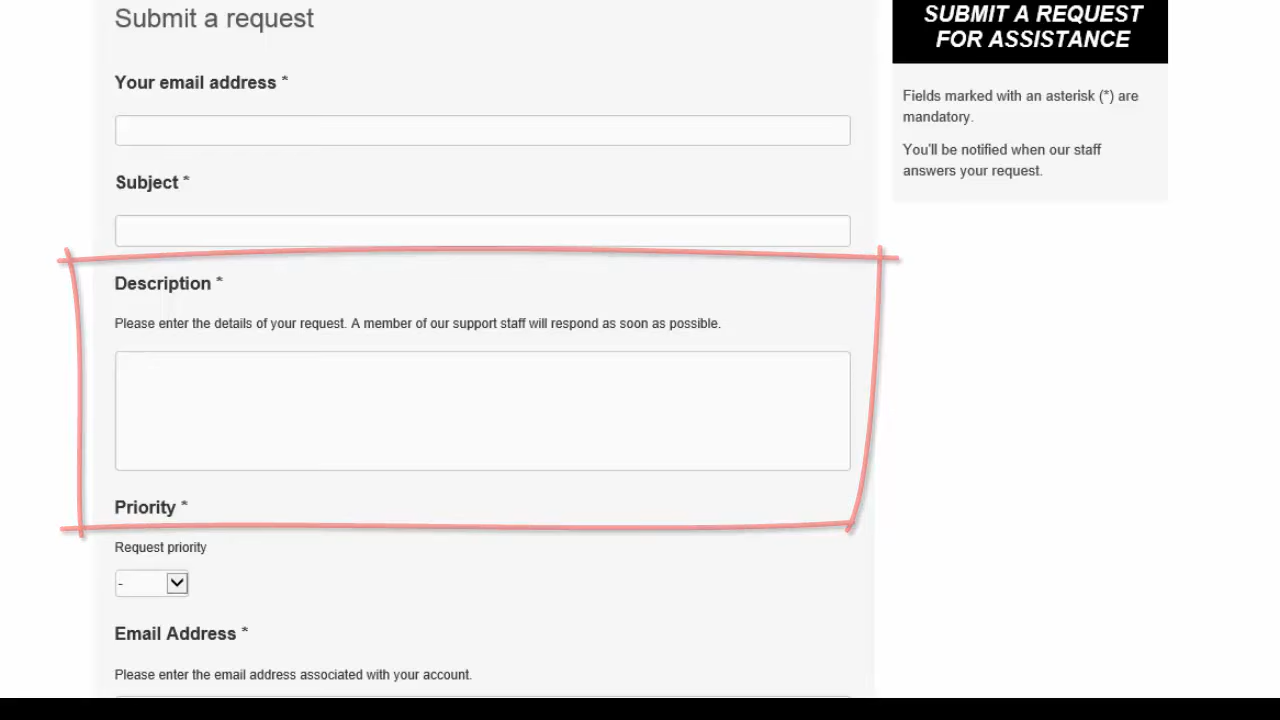 Submit a request
Your email address *
Subject *
Description *
Please enter the details of your request. A member of our support staff will respond as soon as possible.
Priority *
Request priority
-
Email Address *
Please enter the email address associated with your account.
SUBMIT A REQUEST
FOR ASSISTANCE
Fields marked with an asterisk (*) are
mandatory.
You'll be notified when our staff
answers your request.